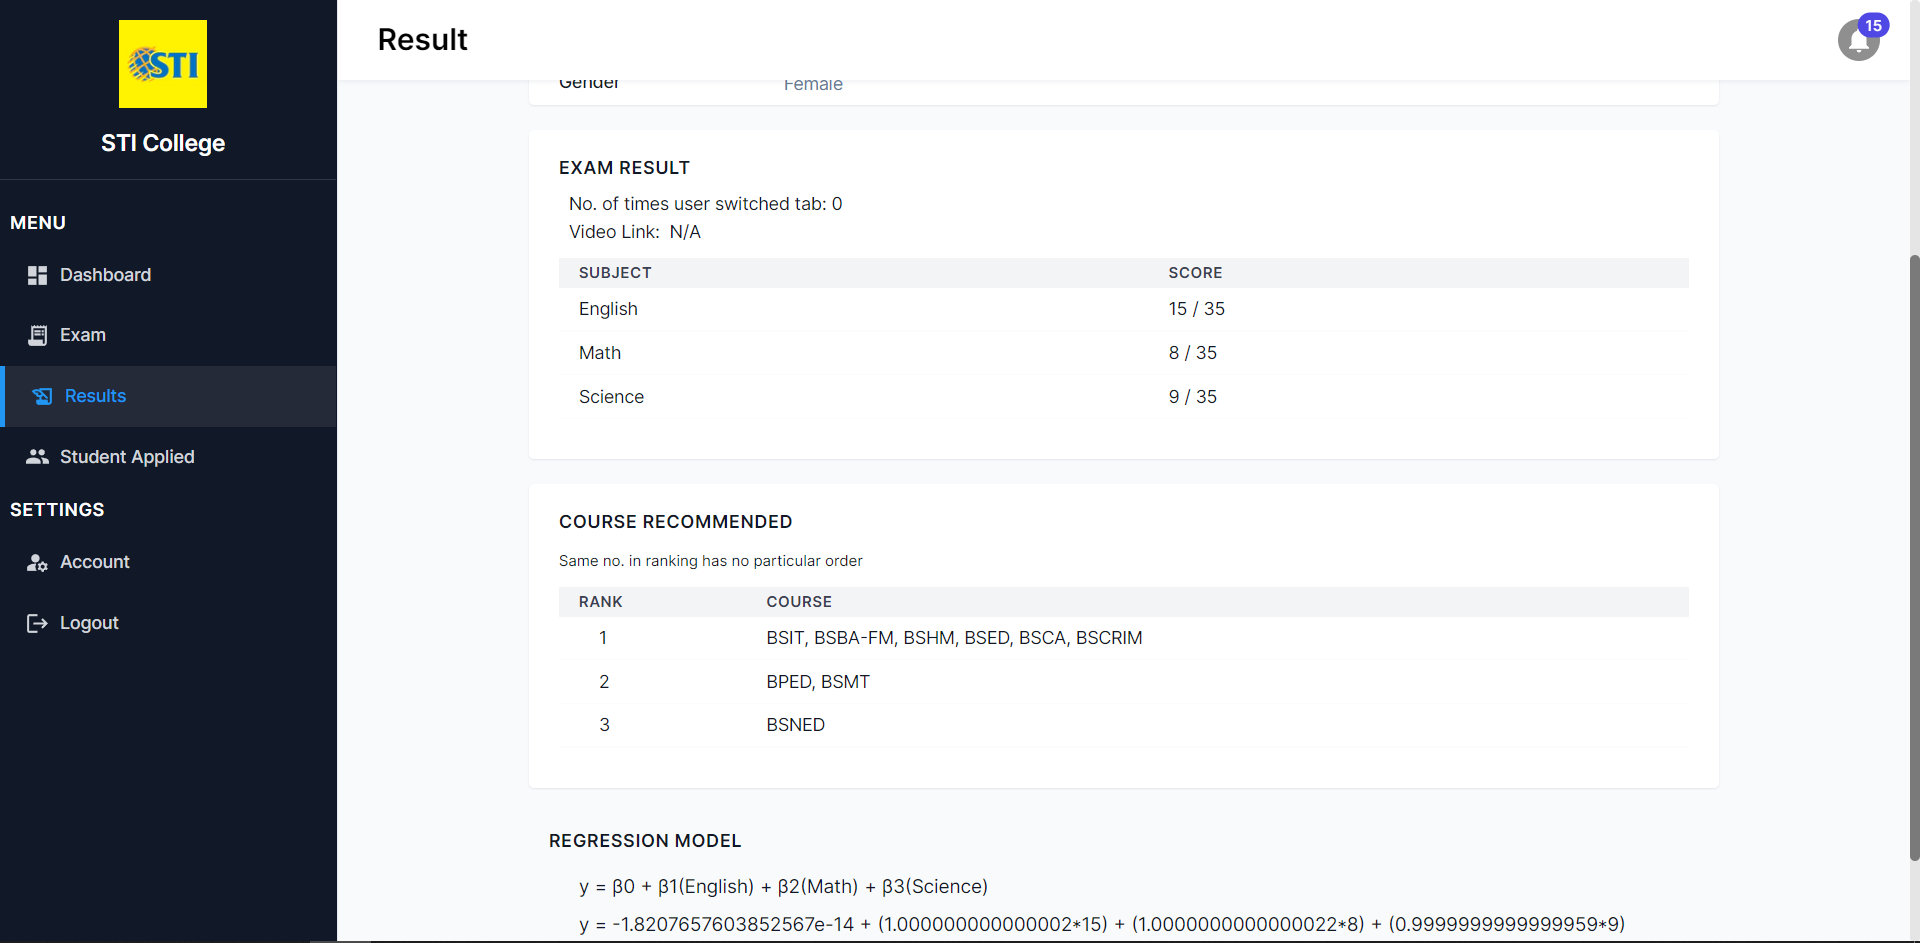 STI
STI College
MENU
Dashboard
Exam
Results
Student Applied
SETTINGS
Account
Logout
Result
15
Gender Female
EXAM RESULT
No. of times user switched tab: 0
Video Link: N/A
SUBJECT SCORE
English 15 / 35
Math 8 / 35
Science 9 / 35
COURSE RECOMMENDED
Same no. in ranking has no particular order
RANK COURSE
1 BSIT, BSBA-FM, BSHM, BSED, BSCA, BSCRIM
2 BPED, BSMT
3 BSNED
REGRESSION MODEL
y = β0 + β1(English) + β2(Math) + β3(Science)
y = -1.8207657603852567e-14 + (1.000000000000002*15) + (1.0000000000000022*8) + (0.9999999999999959*9)